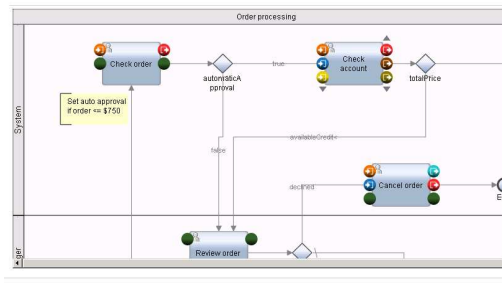 Order processing
System
Check order
automaticA
pproval
true
Check
account
totalPrice
Set auto approval
if order <= $750
false
availableCredit<
declined
Cancel order
E
ger
Review order